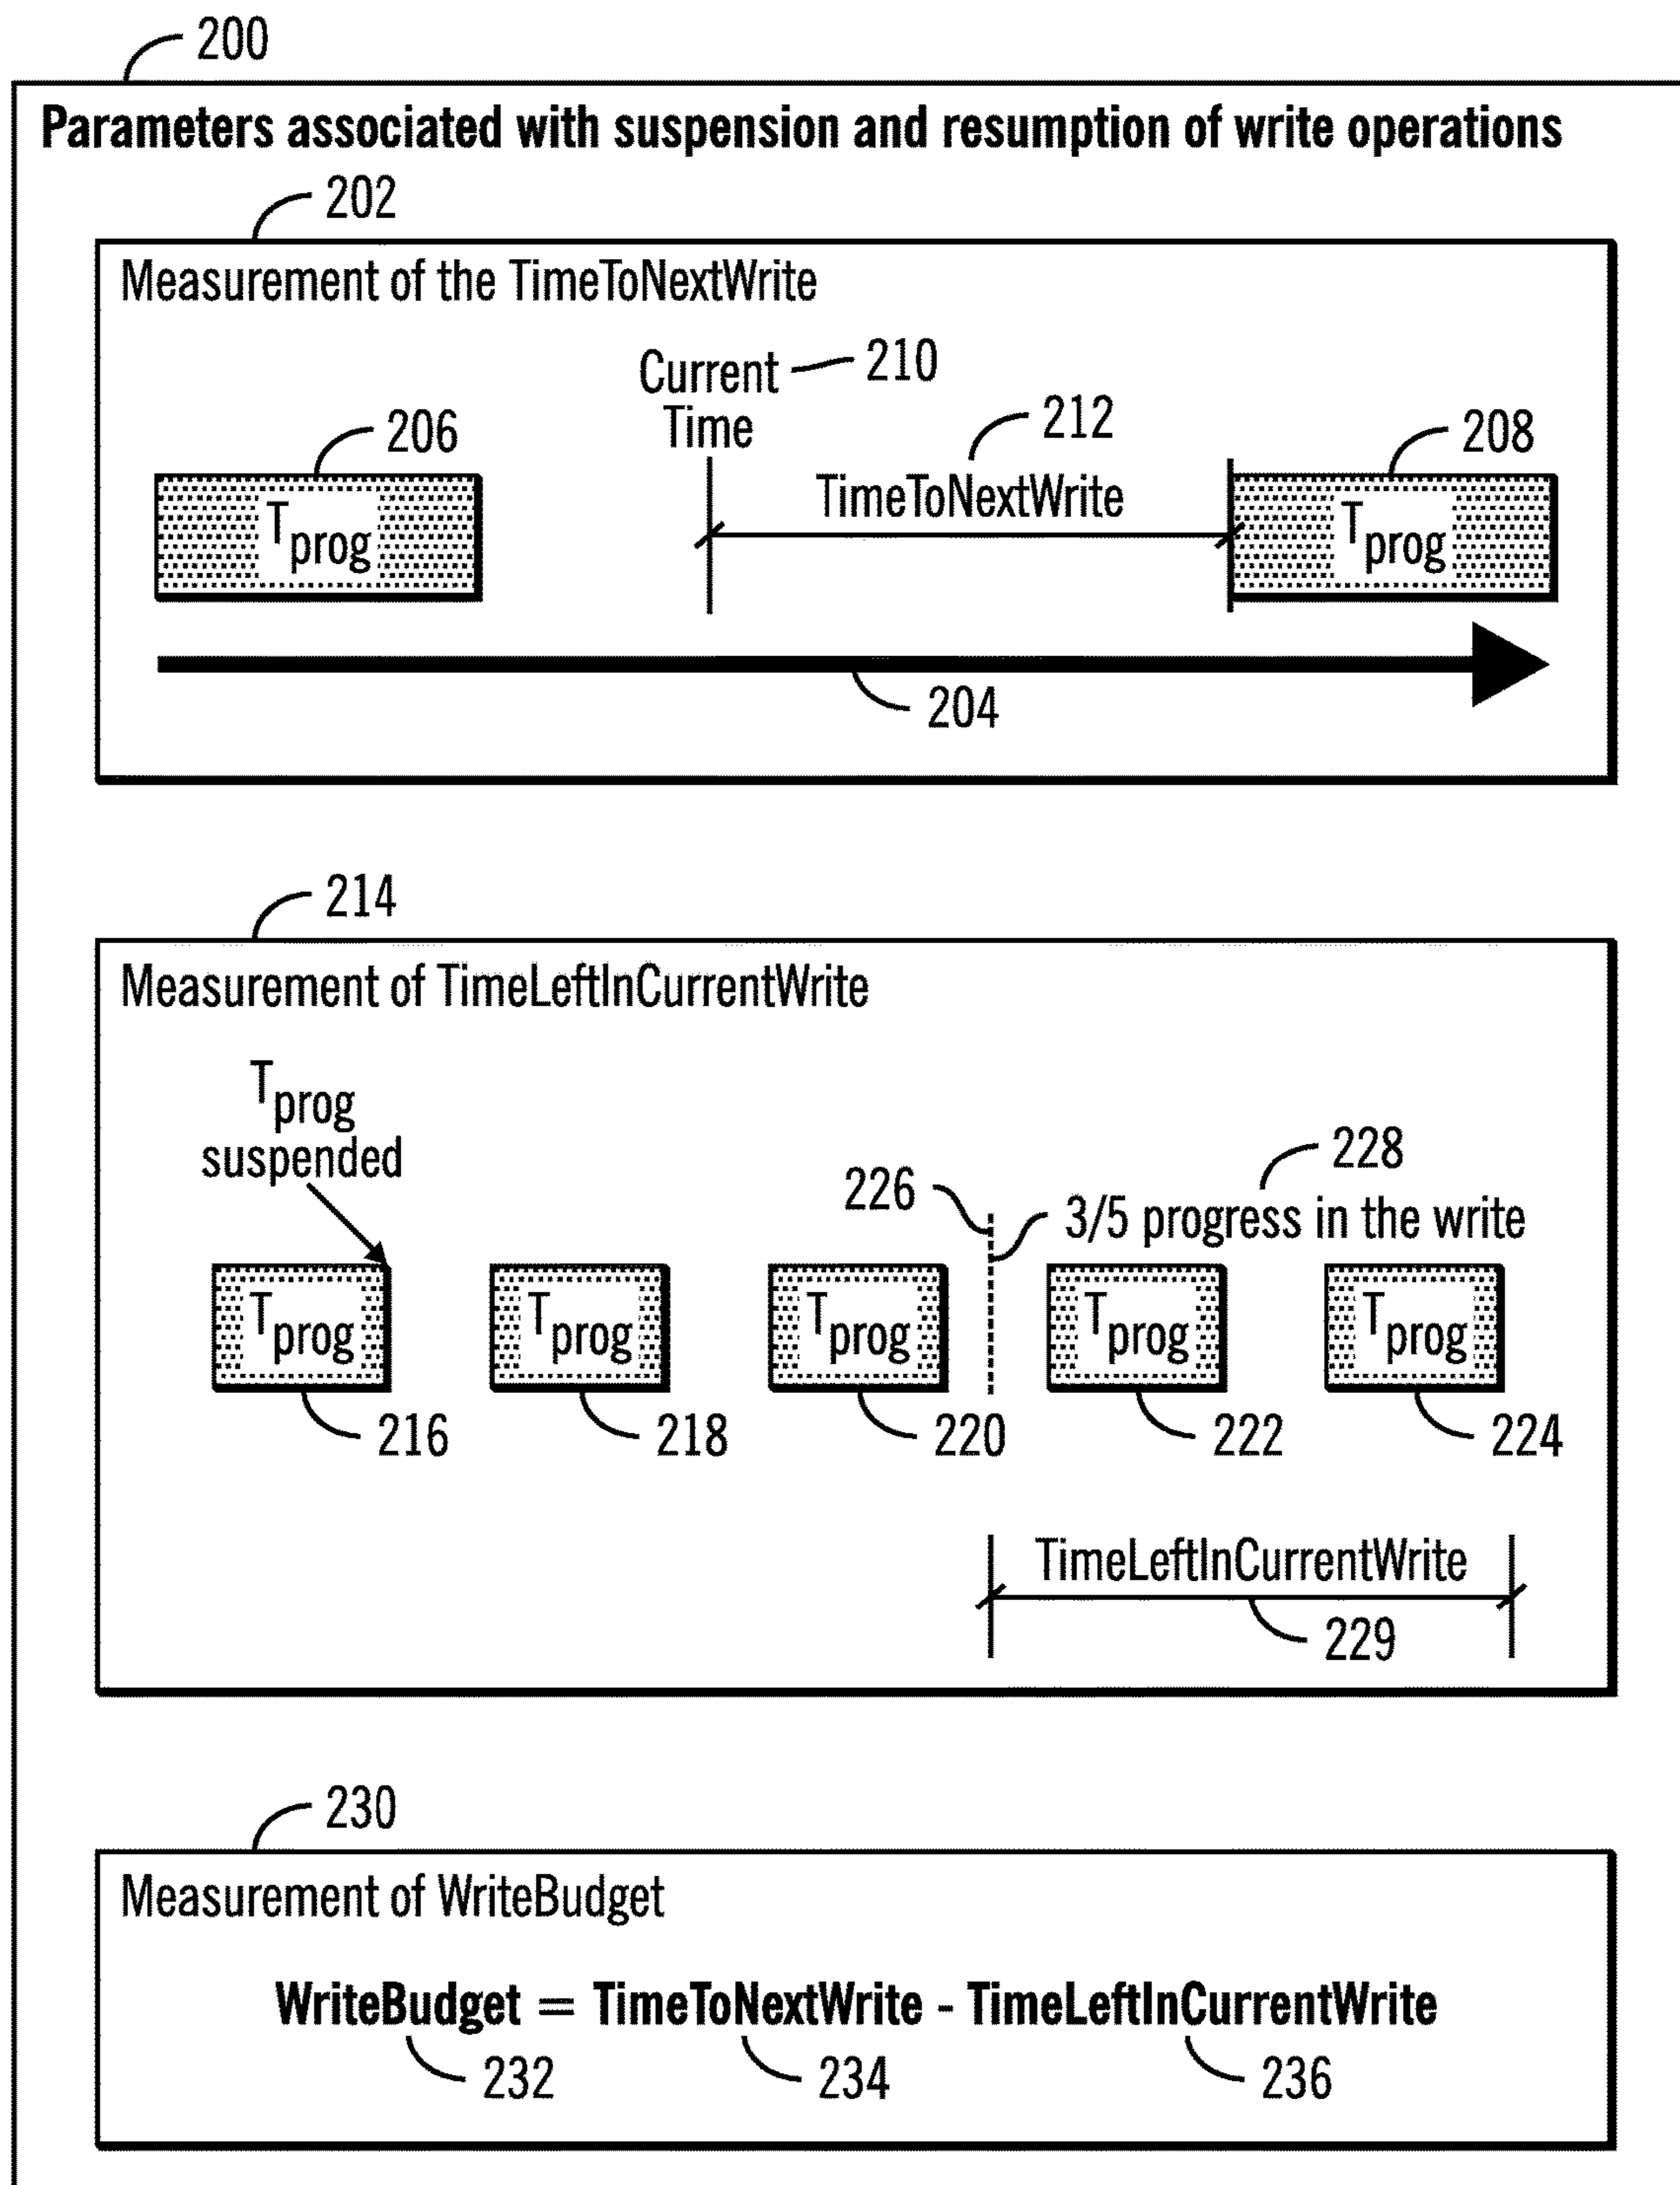 200
Parameters associated with suspension and resumption of write operations
202
Measurement of the TimeToNextWrite
Current
Time
210
206
212
208
Tprog
TimeToNextWrite
Tprog
204
214
Measurement of TimeLeftInCurrentWrite
Tprog
suspended
226
228
3/5 progress in the write
Tprog
Tprog
Tprog
Tprog
Tprog
216
218
220
222
224
TimeLeftInCurrentWrite
229
230
Measurement of WriteBudget
WriteBudget = TimeToNextWrite - TimeLeftInCurrentWrite
232
234
236